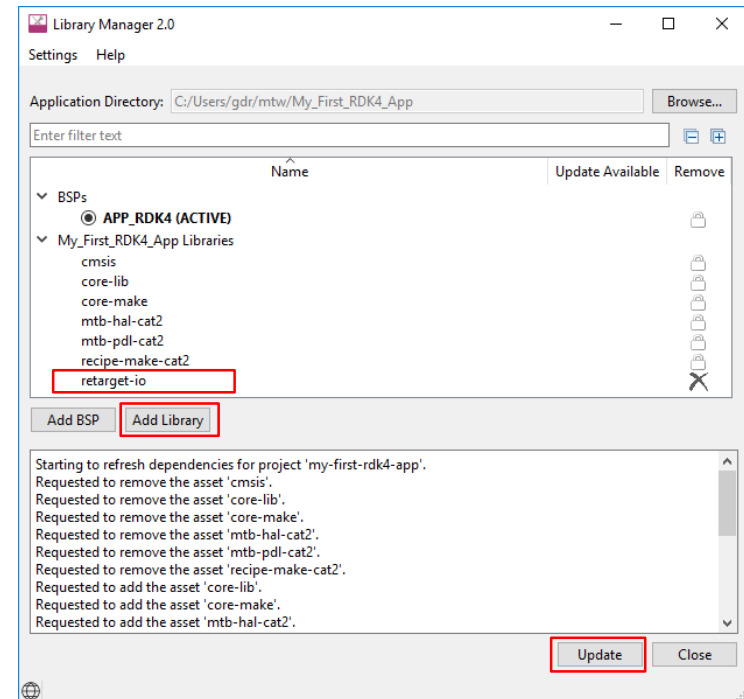 Library Manager 2.0
Settings Help
Application Directory: C:/Users/gdr/mtw/My_First_RDK4_App Browse...
Enter filter text
Name Update Available Remove
BSPs
APP_RDK4 (ACTIVE)
My_First_RDK4_App Libraries
cmsis
core-lib
core-make
mtb-hal-cat2
mtb-pdl-cat2
recipe-make-cat2
retarget-io
Add BSP Add Library
Starting to refresh dependencies for project 'my-first-rdk4-app'.
Requested to remove the asset 'cmsis'.
Requested to remove the asset 'core-lib'.
Requested to remove the asset 'core-make'.
Requested to remove the asset 'mtb-hal-cat2'.
Requested to remove the asset 'mtb-pdl-cat2'.
Requested to remove the asset 'recipe-make-cat2'.
Requested to add the asset 'core-lib'.
Requested to add the asset 'core-make'.
Requested to add the asset 'mtb-hal-cat2'.
Update Close